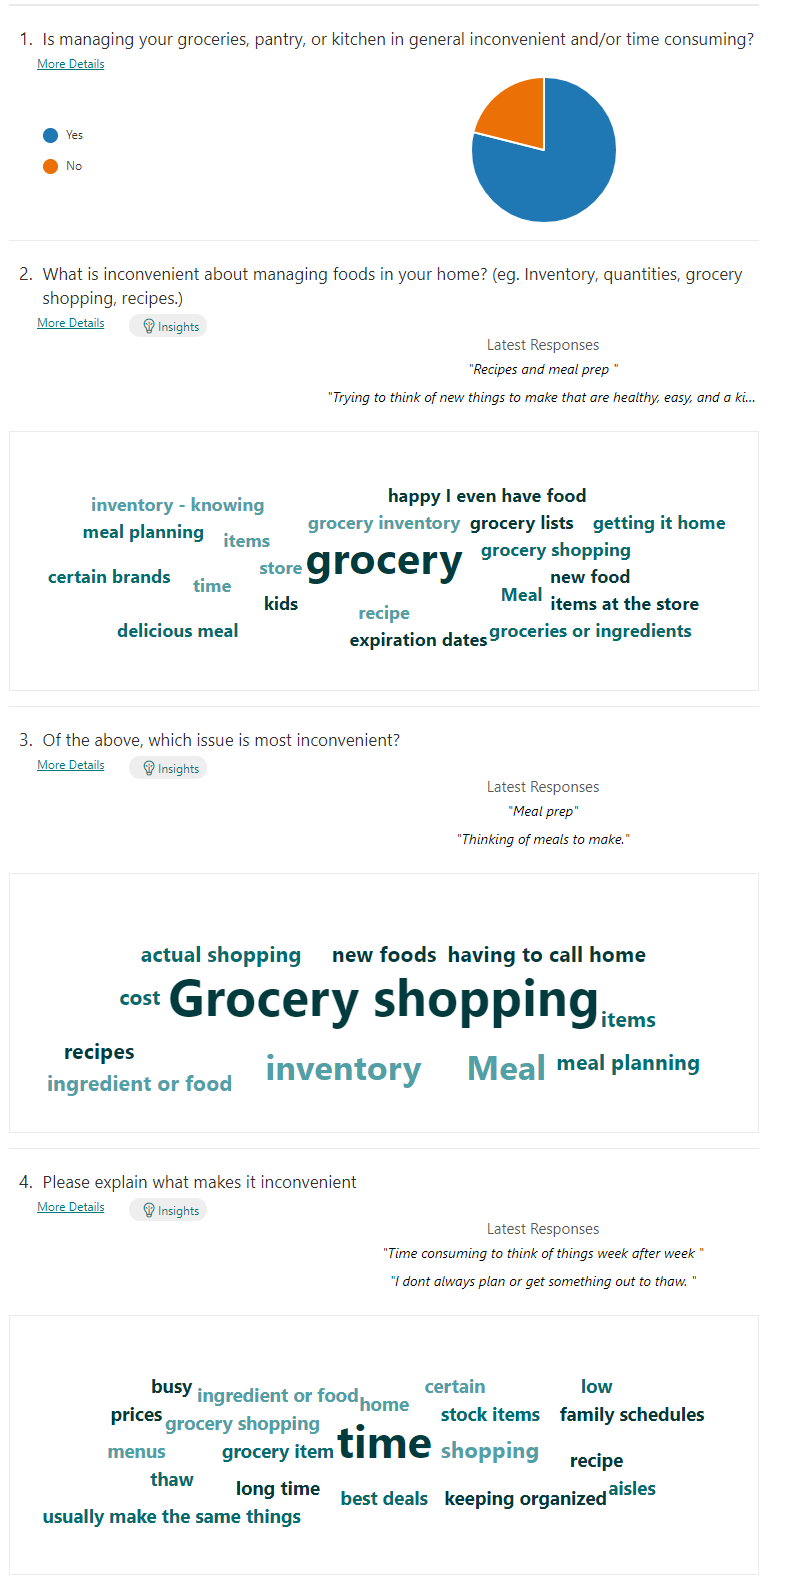 1. Is managing your groceries, pantry, or kitchen in general inconvenient and/or time consuming?
More Details
Yes
No
2. What is inconvenient about managing foods in your home? (eg. Inventory, quantities, grocery
shopping, recipes.)
More Details
Insights
Latest Responses
"Recipes and meal prep "
"Trying to think of new things to make that are healthy, easy, and a ki...
happy I even have food
inventory - knowing
grocery inventory grocery lists getting it home
meal planning
items
grocery shopping
store grocery
certain brands
new food
time
Meal
kids
items at the store
recipe
delicious meal
groceries or ingredients
expiration dates
3. Of the above, which issue is most inconvenient?
More Details
Insights
Latest Responses
"Meal prep"
"Thinking of meals to make."
actual shopping new foods having to call home
cost Grocery shopping
items
recipes
inventory Meal meal planning
ingredient or food
4. Please explain what makes it inconvenient
More Details
Insights
Latest Responses
"Time consuming to think of things week after week "
"I dont always plan or get something out to thaw. "
busy
certain
low
ingredient or food
home
prices
stock items family schedules
grocery shopping
time
menus
grocery item
shopping
recipe
thaw
long time
aisles
best deals keeping organized
usually make the same things